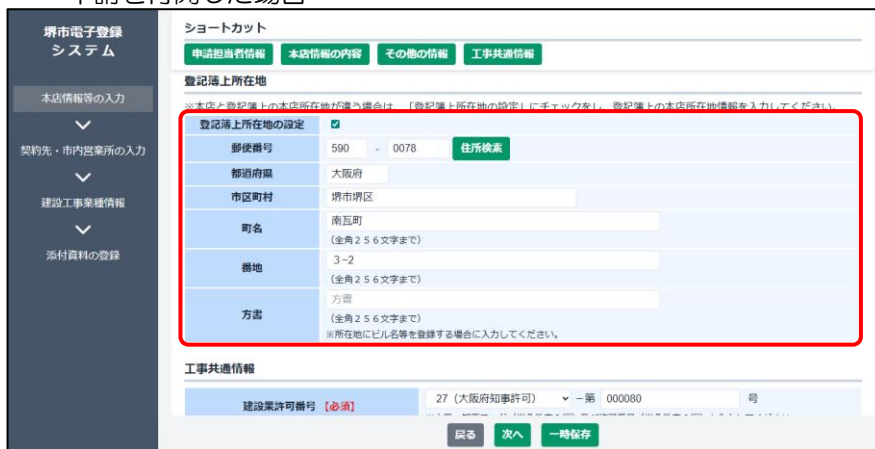 堺市電子登録
システム
本店情報等の入力
契約先・市内営業所の入力
建設工事業種情報
添付資料の登録
ショートカット
申請担当者情報 本店情報の内容 その他の情報 工事共通情報
登記簿上所在地
※本店と登記簿上の本店所在地が違う場合は、「登記簿上所在地の設定」にチェックをし、登記簿上の本店所在地情報を入力してください。
登記簿上所在地の設定
郵便番号 590 - 0078 住所検索
都道府県 大阪府
市区町村 堺市堺区
町名 南瓦町
(全角256文字まで)
番地 3-2
(全角256文字まで)
方書 方書
(全角256文字まで)
※所在地にビル名等を登録する場合に入力してください。
工事共通情報
建設業許可番号 【必須】 27 (大阪府知事許可) -第 000080 号
戻る 次へ 一時保存